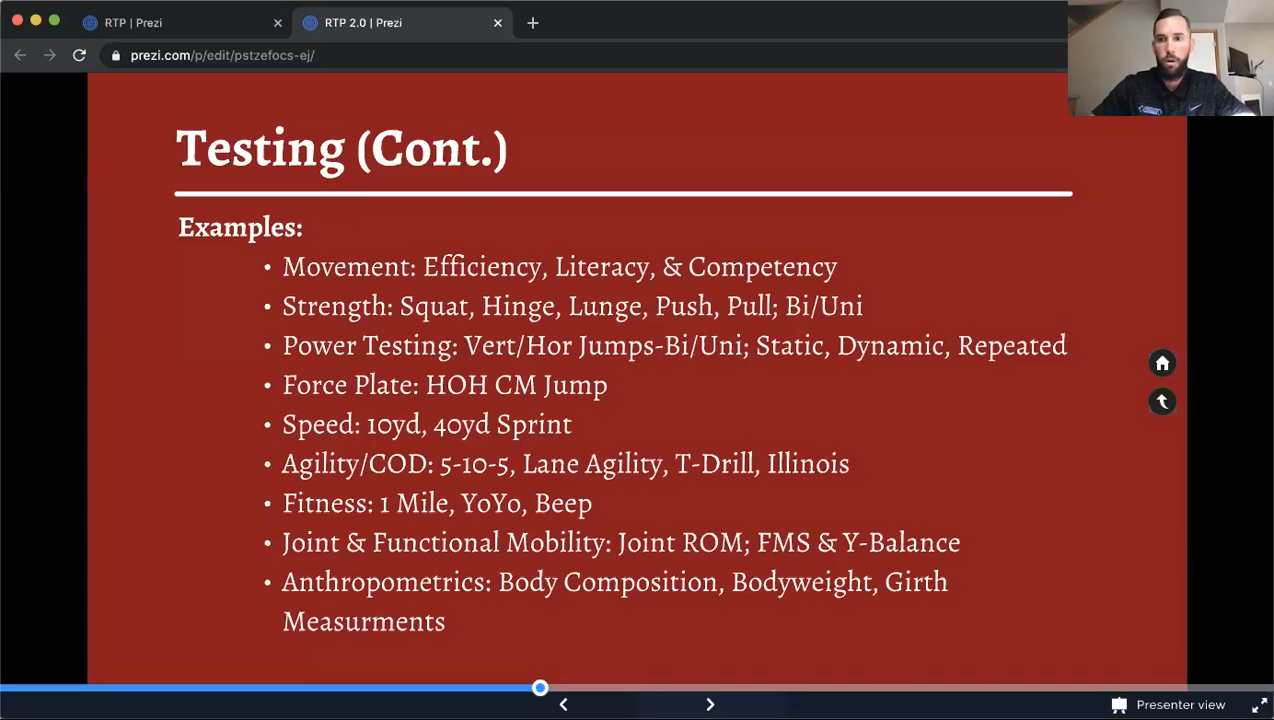 RTP | Prezi
RTP 2.0 | Prezi
prezi.com/p/edit/pstzefocs-ej/
Testing (Cont.)
Examples:
• Movement: Efficiency, Literacy, & Competency
• Strength: Squat, Hinge, Lunge, Push, Pull; Bi/Uni
• Power Testing: Vert/Hor Jumps-Bi/Uni; Static, Dynamic, Repeated
• Force Plate: HOH CM Jump
• Speed: 10yd, 40yd Sprint
• Agility/COD: 5-10-5, Lane Agility, T-Drill, Illinois
• Fitness: 1 Mile, YoYo, Beep
• Joint & Functional Mobility: Joint ROM; FMS & Y-Balance
• Anthropometrics: Body Composition, Bodyweight, Girth
Measurments
Presenter view